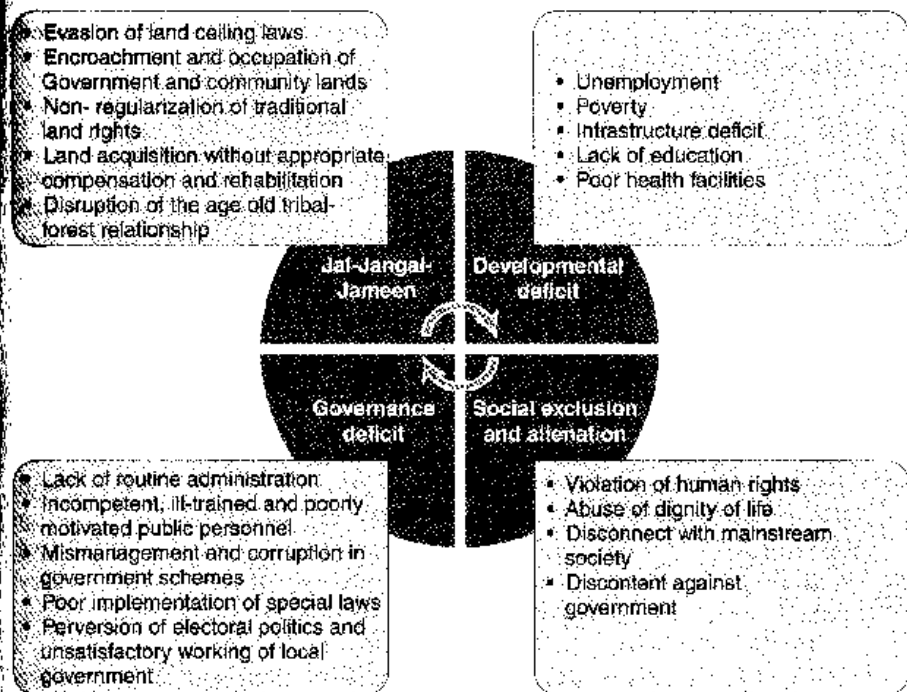 • Evasion of land ceiling laws
• Encroachment and occupation of
Government and community lands
• Non- regularization of traditional
land rights
• Land acquisition without appropriate
compensation and rehabilitation
• Disruption of the age old tribal-
forest relationship
• Unemployment
• Poverty
• Infrastructure deficit
• Lack of education
• Poor health facilities
Jal-Jangal-
Jameen
Developmental
deficit
Governance
deficit
Social exclusion
and alienation
• Lack of routine administration
• Incompetent, ill-trained and poorly
motivated public personnel
• Mismanagement and corruption in
government schemes
• Poor implementation of special laws
• Perversion of electoral politics and
unsatisfactory working of local
government
• Violation of human rights
• Abuse of dignity of life
• Disconnect with mainstream
society
• Discontent against
government